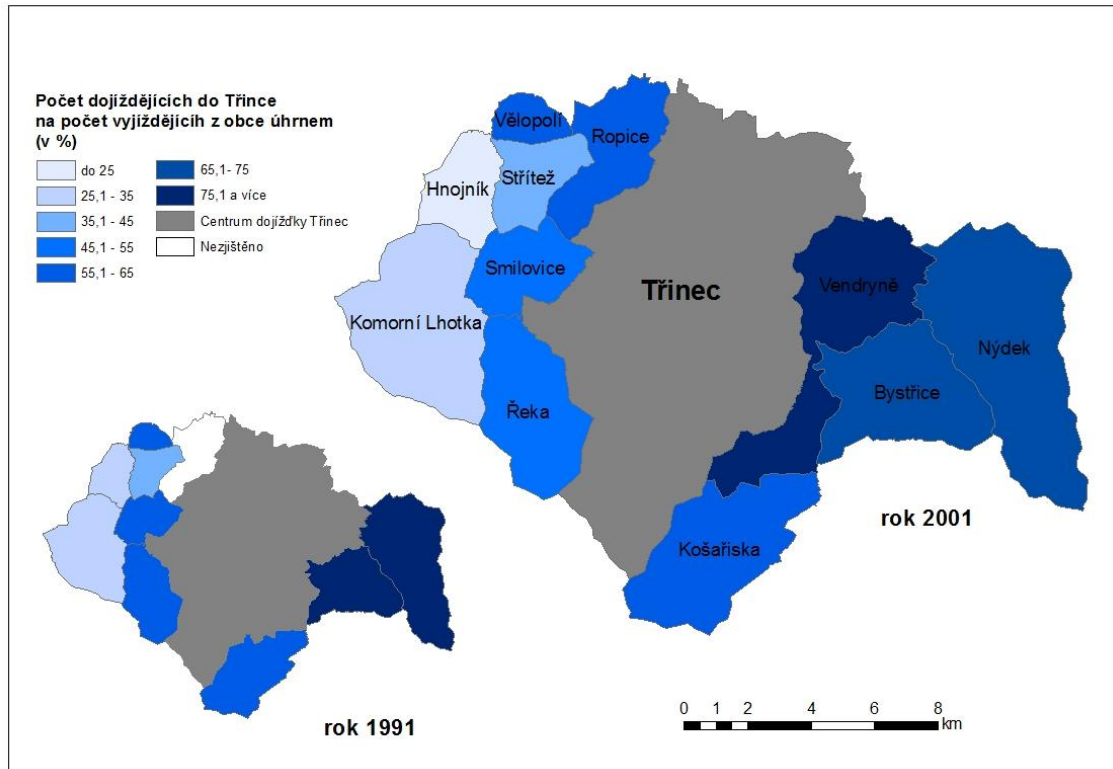 Počet dojíždějících do Třince
na počet vyjíždějícíh z obce úhrnem
(v %)
do 25
25,1 - 35
35,1 - 45
45,1 - 55
55,1 - 65
65,1- 75
75,1 a více
Centrum dojížďky Třinec
Nezjištěno
Vělopolí
Ropice
Hnojník
Střítež
Smilovice
Třinec
Vendryně
Komorní Lhotka
Nýdek
Bystřice
Řeka
rok 2001
Košařiska
rok 1991
0 1 2 4 6 8
km